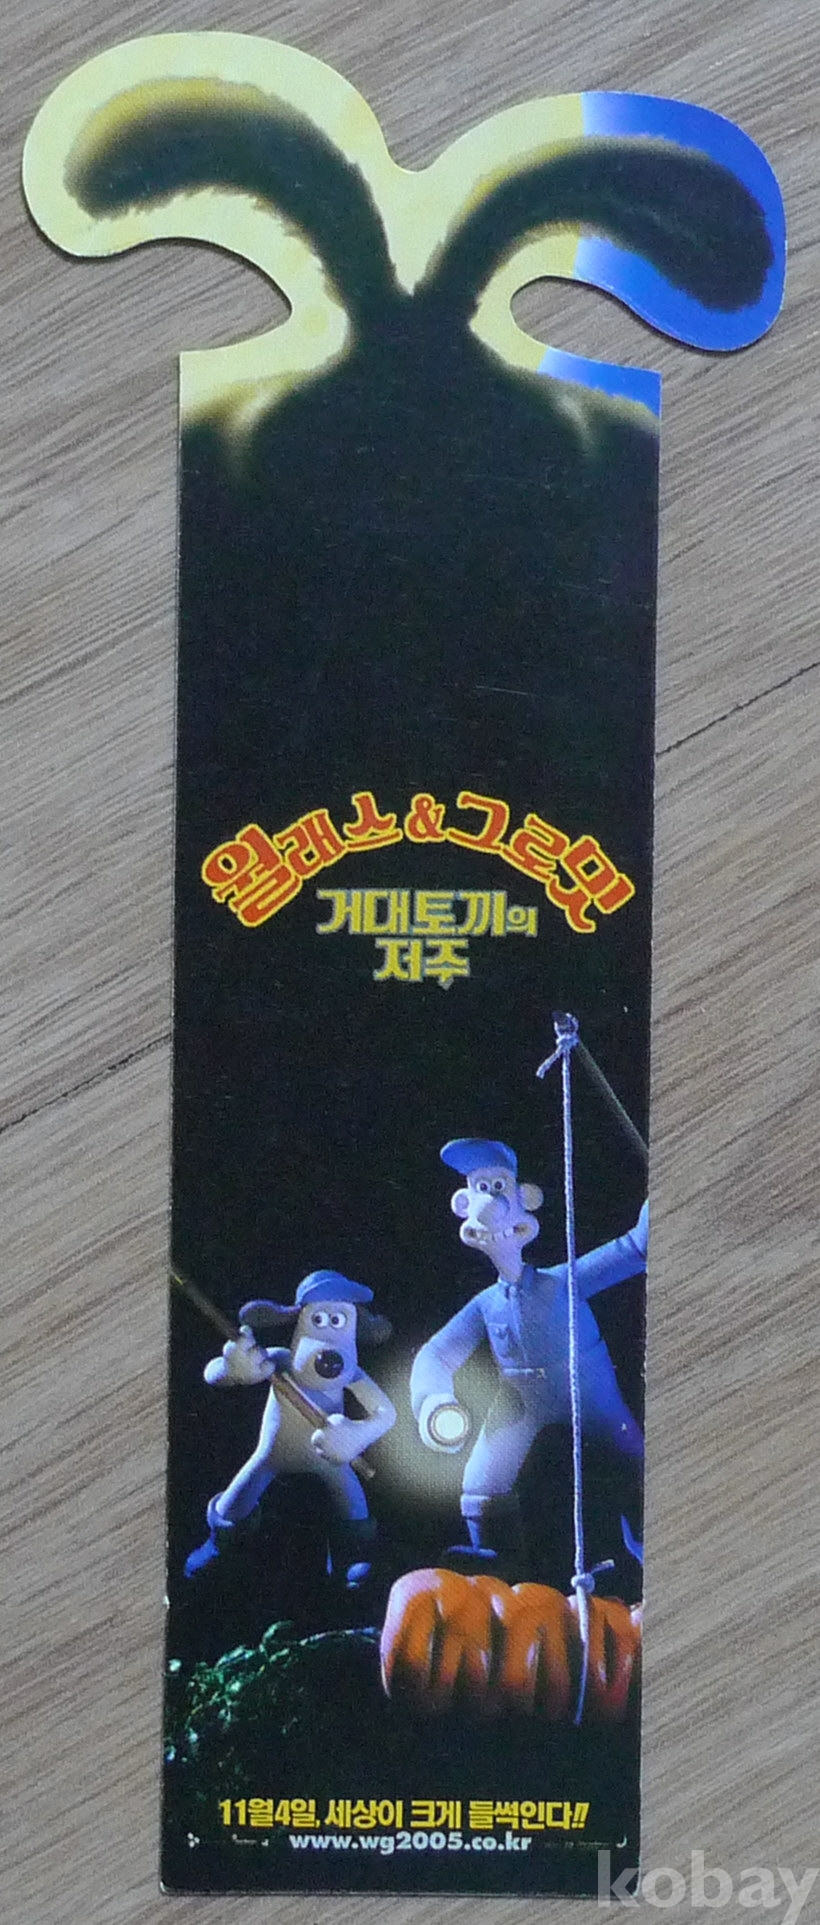 월래스&그로밋
거대토끼의
저주
11월4일, 세상이 크게 들썩인다!!
www.wg2005.co.kr
kobay